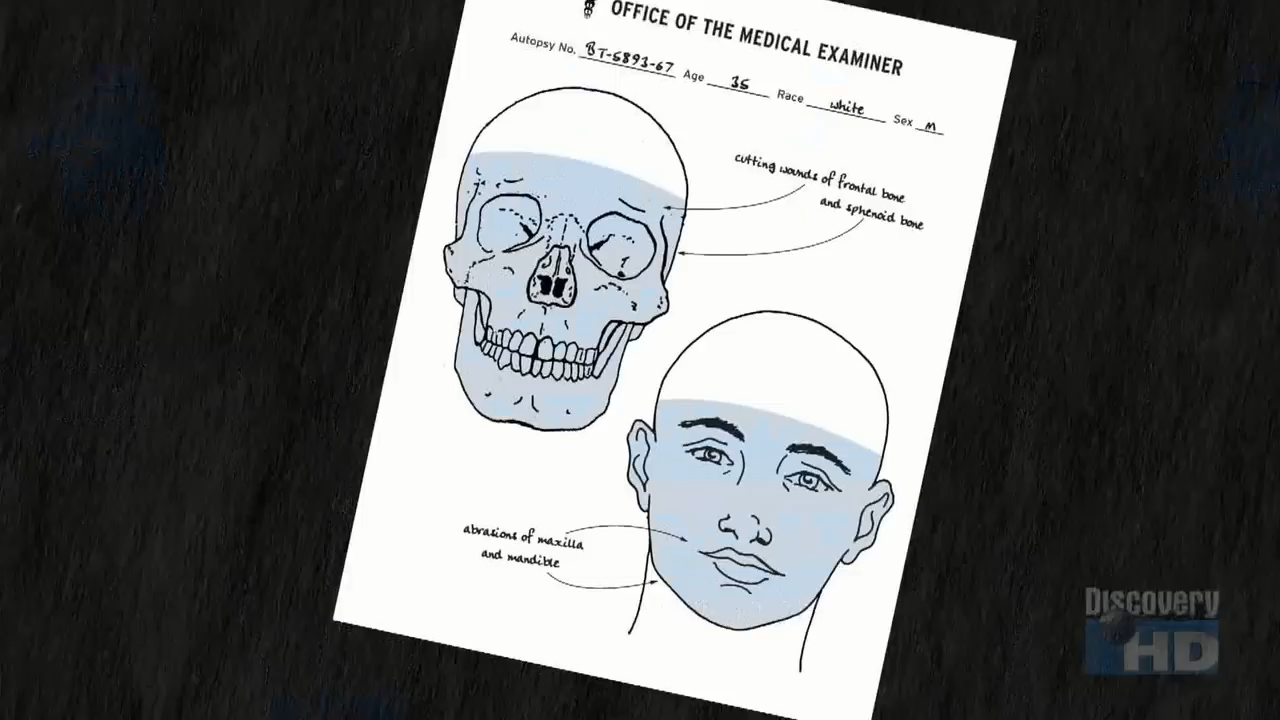 OFFICE OF THE MEDICAL EXAMINER
Autopsy No. BT-5893-67 Age 35 Race white Sex M
cutting wounds of frontal bone
and sphenoid bone
abrasions of maxilla
and mandible
Discovery
HD